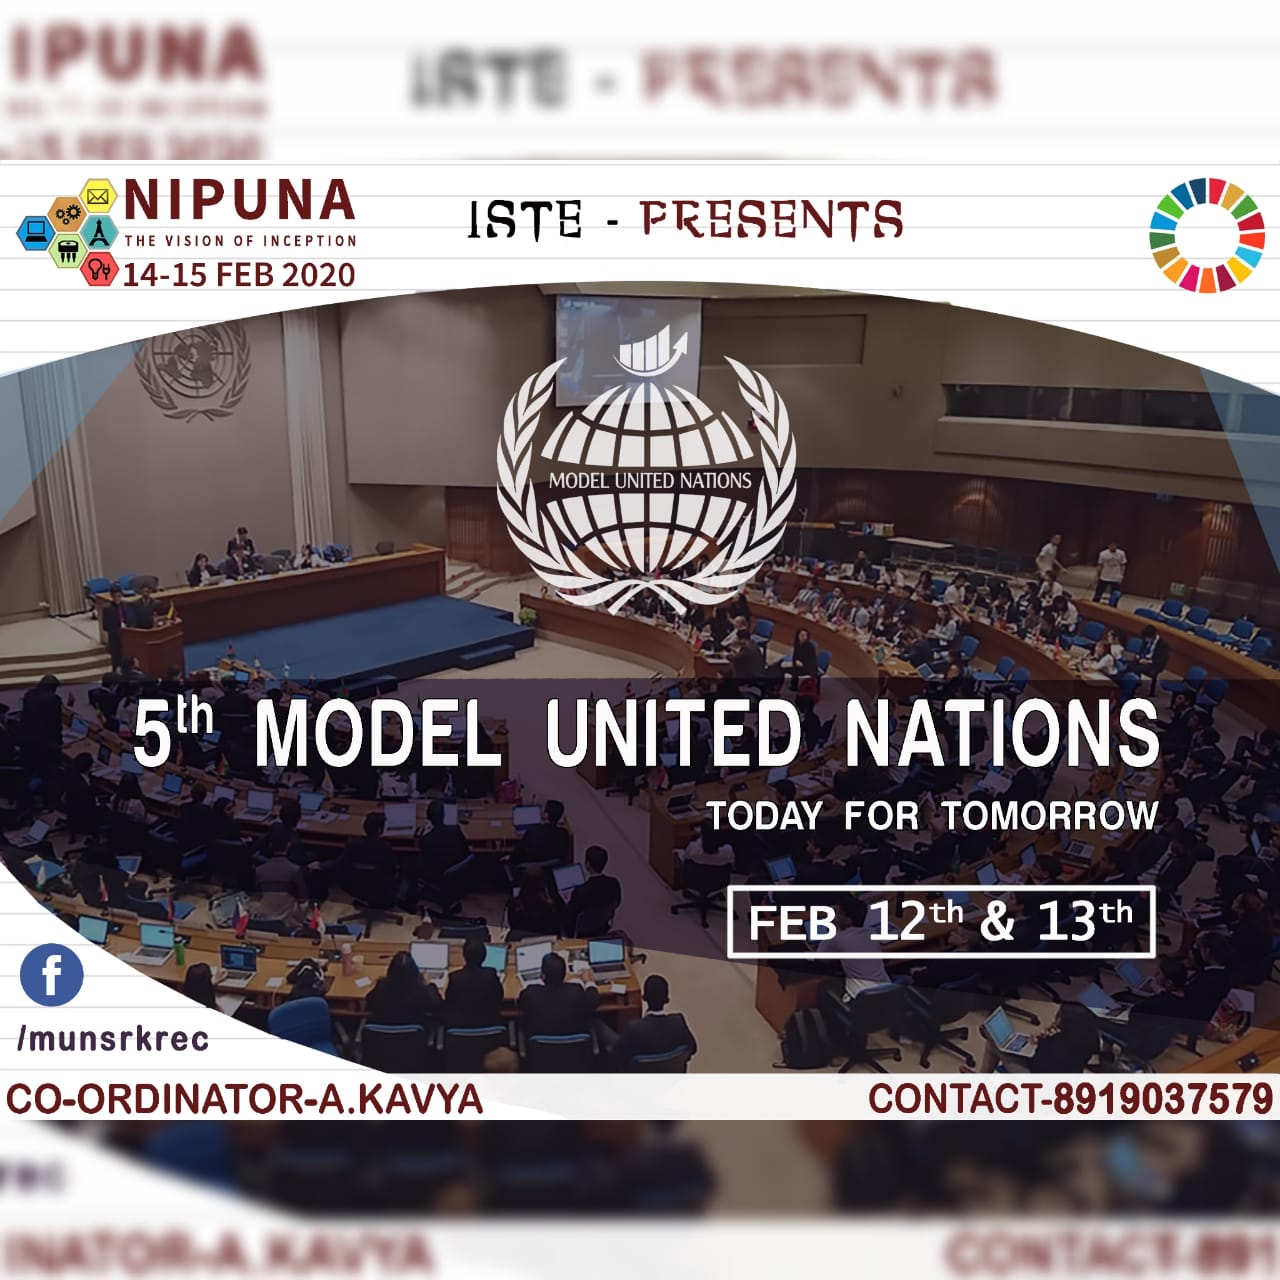 NIPUNA
THE VISION OF INCEPTION
14-15 FEB 2020
ISTE - PRESENTS
MODEL UNITED NATIONS
5th MODEL UNITED NATIONS
TODAY FOR TOMORROW
FEB 12th & 13th
f
/munsrkrec
CO-ORDINATOR-A.KAVYA
CONTACT-8919037579